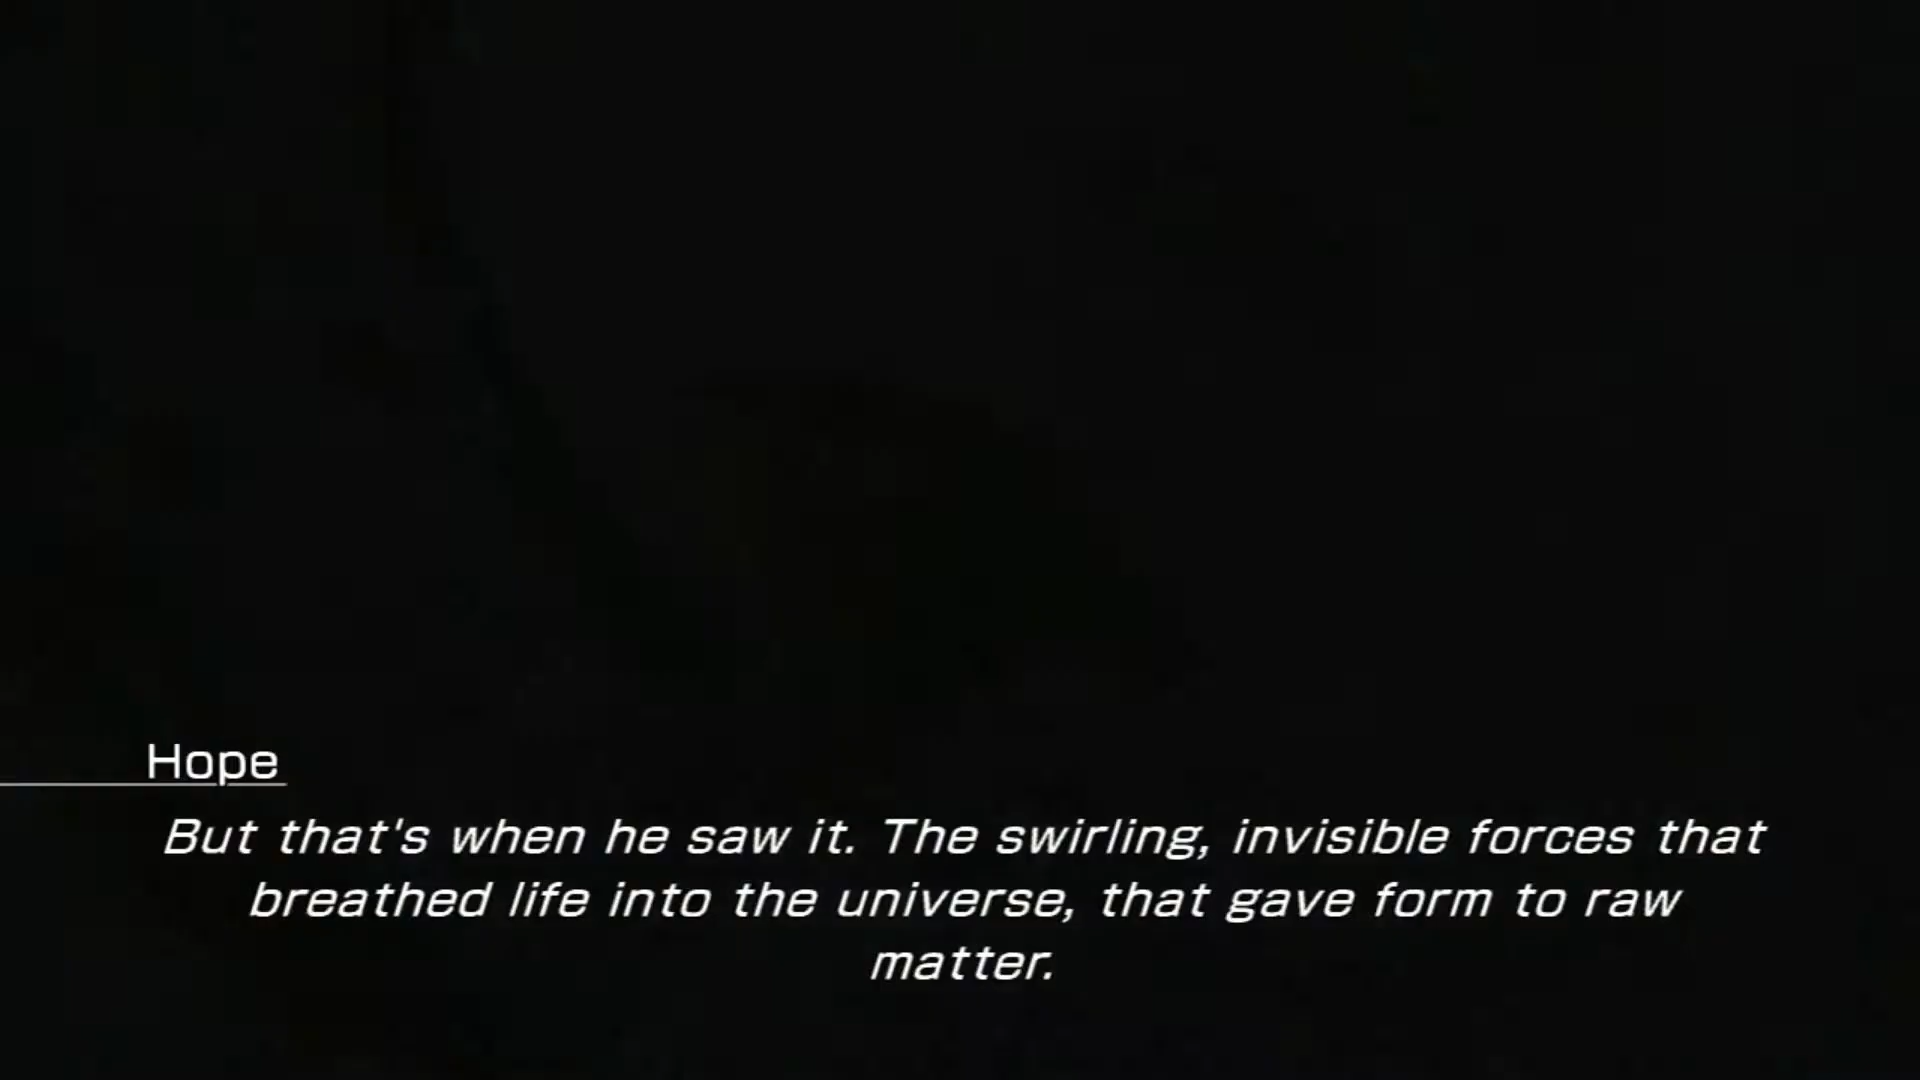 Hope
But that's when he saw it. The swirling, invisible forces that
breathed life into the universe, that gave form to raw
matter.